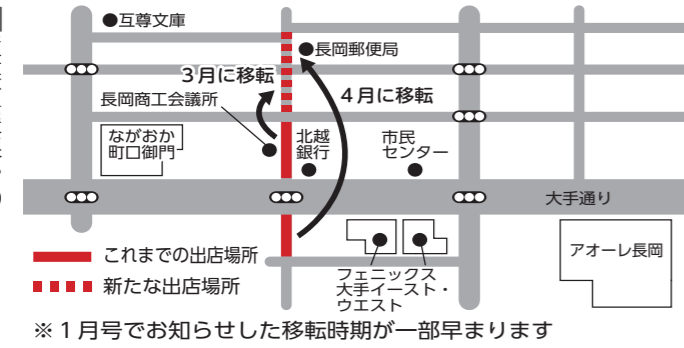 互尊文庫
長岡郵便局
3月に移転
4月に移転
長岡商工会議所
ながおか
町口御門
北越
銀行
市民
センター
大手通り
これまでの出店場所
新たな出店場所
フェニックス
大手イースト・
ウエスト
アオーレ長岡
※1月号でお知らせした移転時期が一部早まります